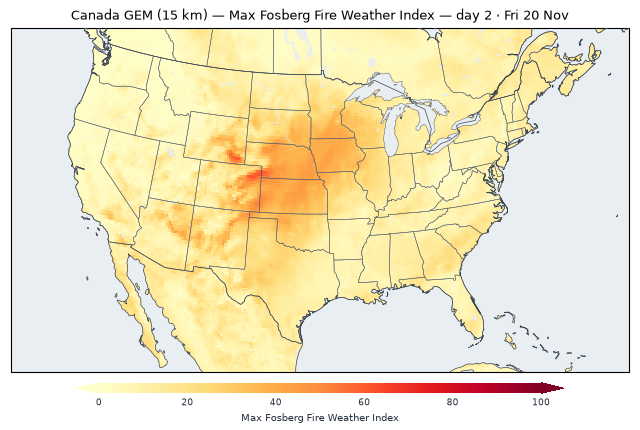 Canada GEM (15 km) — Max Fosberg Fire Weather Index — day 2 · Fri 20 Nov
0 20 40 60 80 100
Max Fosberg Fire Weather Index